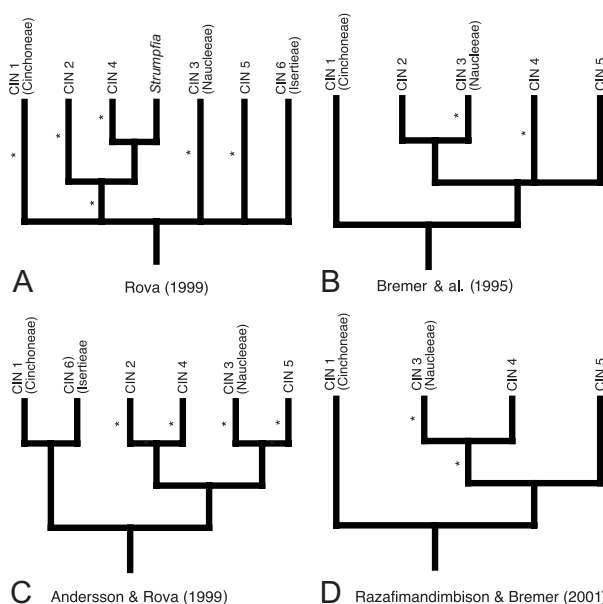 CIN 1
(Cinchoneae)
CIN 2
CIN 4
Strumpfia
CIN 3
(Naucleeae)
CIN 5
CIN 6
(Isertieae)
*
*
*
*
*
*
A
Rova (1999)
CIN 1
(Cinchoneae)
CIN 2
CIN 3
(Naucleeae)
CIN 4
CIN 5
*
*
B
Bremer & al. (1995)
CIN 1
(Cinchoneae)
CIN 6)
(Isertieae
CIN 2
CIN 4
CIN 3
(Naucleeae)
CIN 5
*
*
*
*
C
Andersson & Rova (1999)
CIN 1
(Cinchoneae)
CIN 3
(Naucleeae)
CIN 4
CIN 5
*
*
D
Razafimandimbison & Bremer (2001)